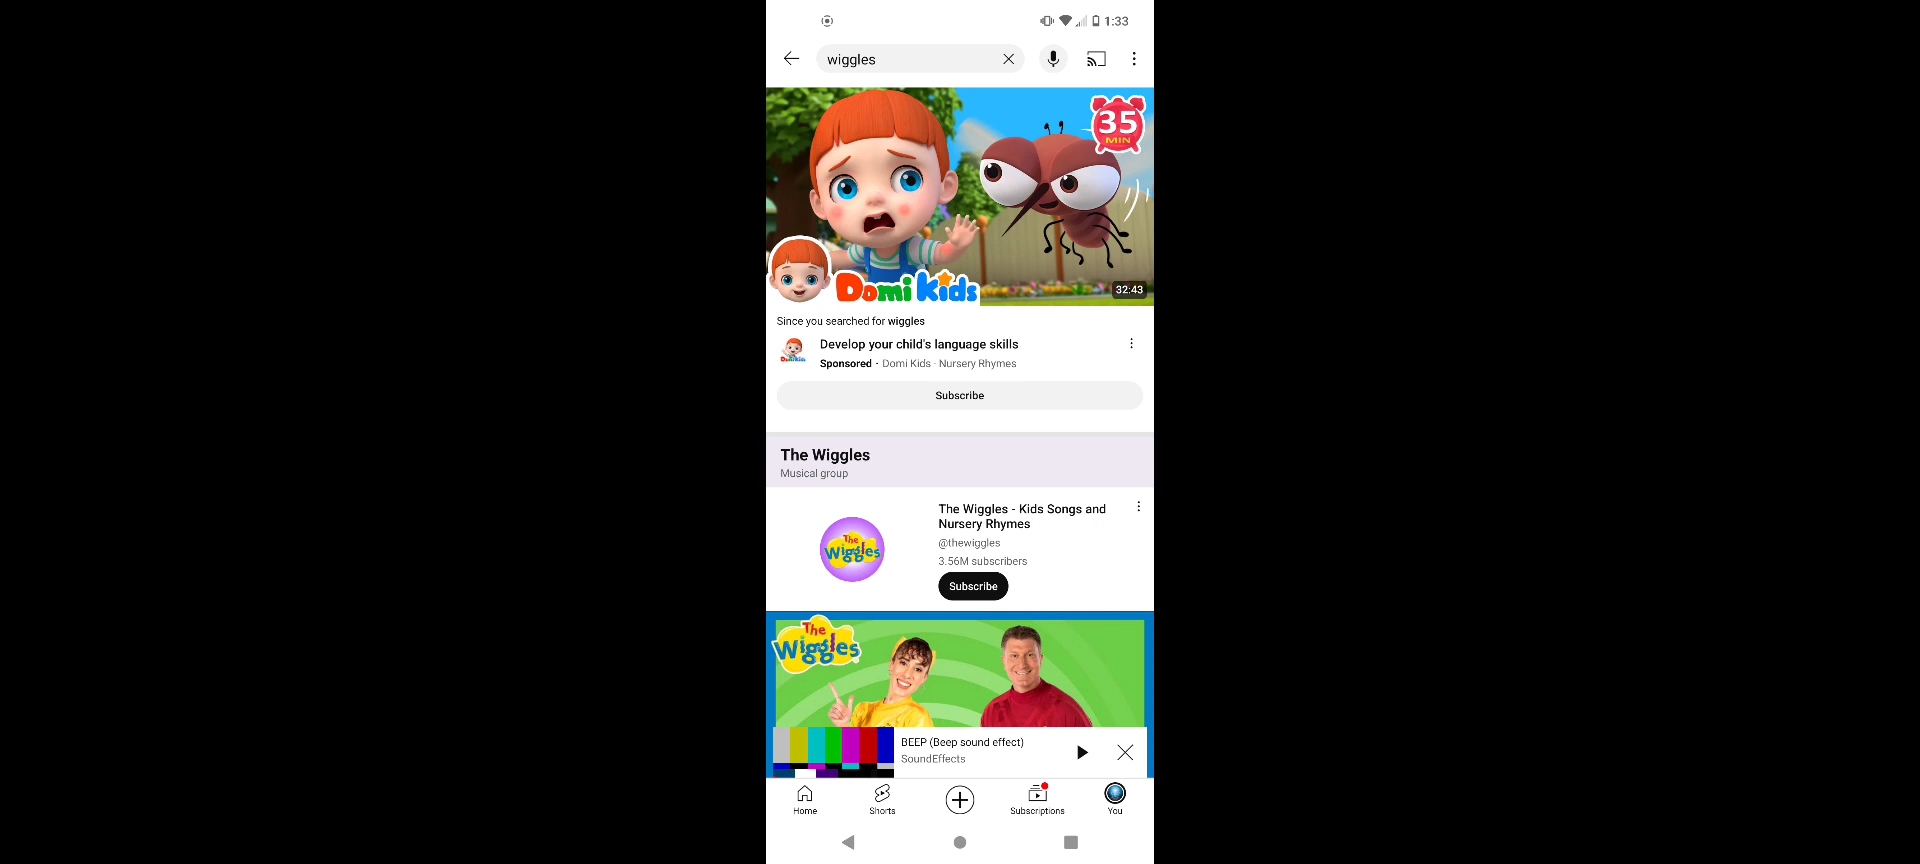 1:33
wiggles
35
MIN
Domi Kids
32:43
Since you searched for wiggles
Develop your child's language skills
Domi Kids
Sponsored · Domi Kids · Nursery Rhymes
Subscribe
The Wiggles
Musical group
The Wiggles - Kids Songs and
Nursery Rhymes
The
Wiggles
@thewiggles
3.56M subscribers
Subscribe
The
Wiggles
BEEP (Beep sound effect)
SoundEffects
Home
Shorts
Subscriptions
You